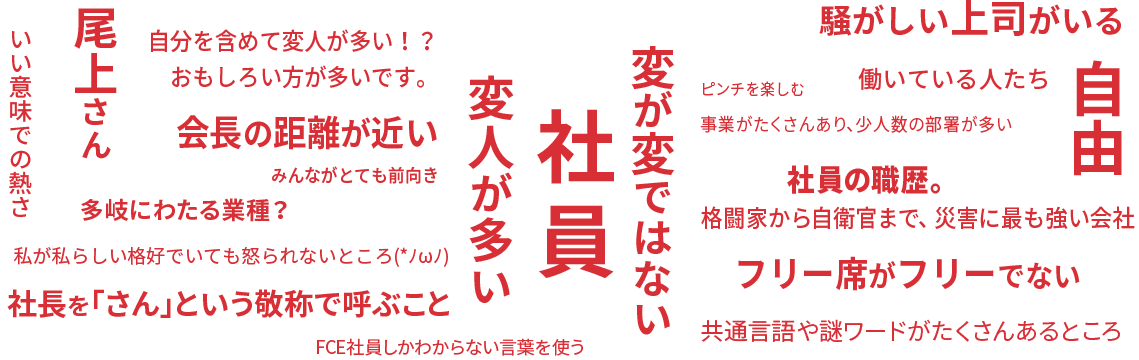 いい意味での熱さ
尾上さん
自分を含めて変人が多い！？
おもしろい方が多いです。
会長の距離が近い
みんながとても前向き
多岐にわたる業種？
私が私らしい格好でいても怒られないところ(*ﾉωﾉ)
社長を「さん」という敬称で呼ぶこと
FCE社員しかわからない言葉を使う
変人が多い
社員
変が変ではない
騒がしい上司がいる
ピンチを楽しむ
働いている人たち
自由
事業がたくさんあり、少人数の部署が多い
社員の職歴。
格闘家から自衛官まで、災害に最も強い会社
フリー席がフリーでない
共通言語や謎ワードがたくさんあるところ